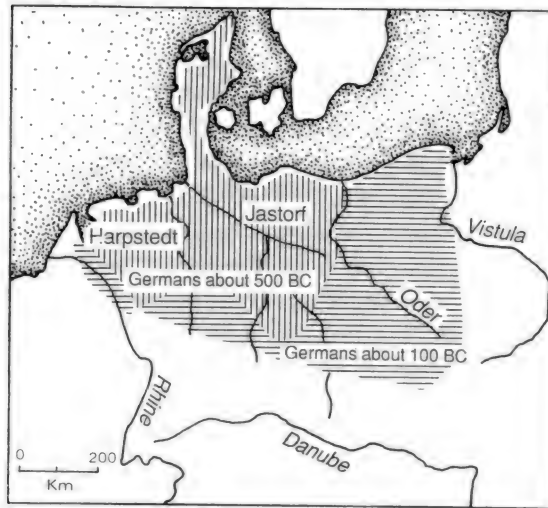 Jastorf
Harpstedt
Vistula
Germans about 500 BC
Oder
Germans about 100 BC
Rhine
Danube
0 200
Km